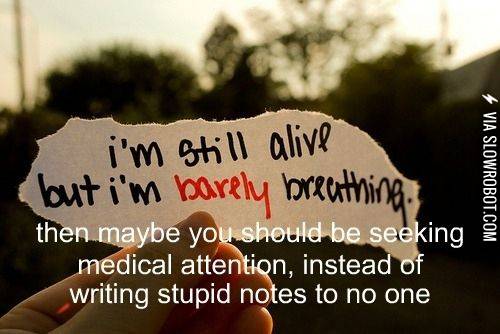 i'm still alive
but i'm barely breathing.
then maybe you should be seeking
medical attention, instead of
writing stupid notes to no one
VIA SLOWROBOT.COM